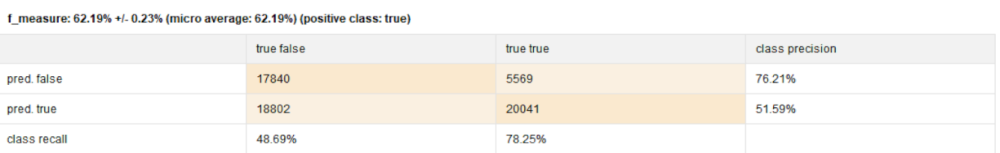 f_measure: 62.19% +/- 0.23% (micro average: 62.19%) (positive class: true)
true false true true class precision
pred. false 17840 5569 76.21%
pred. true 18802 20041 51.59%
class recall 48.69% 78.25%